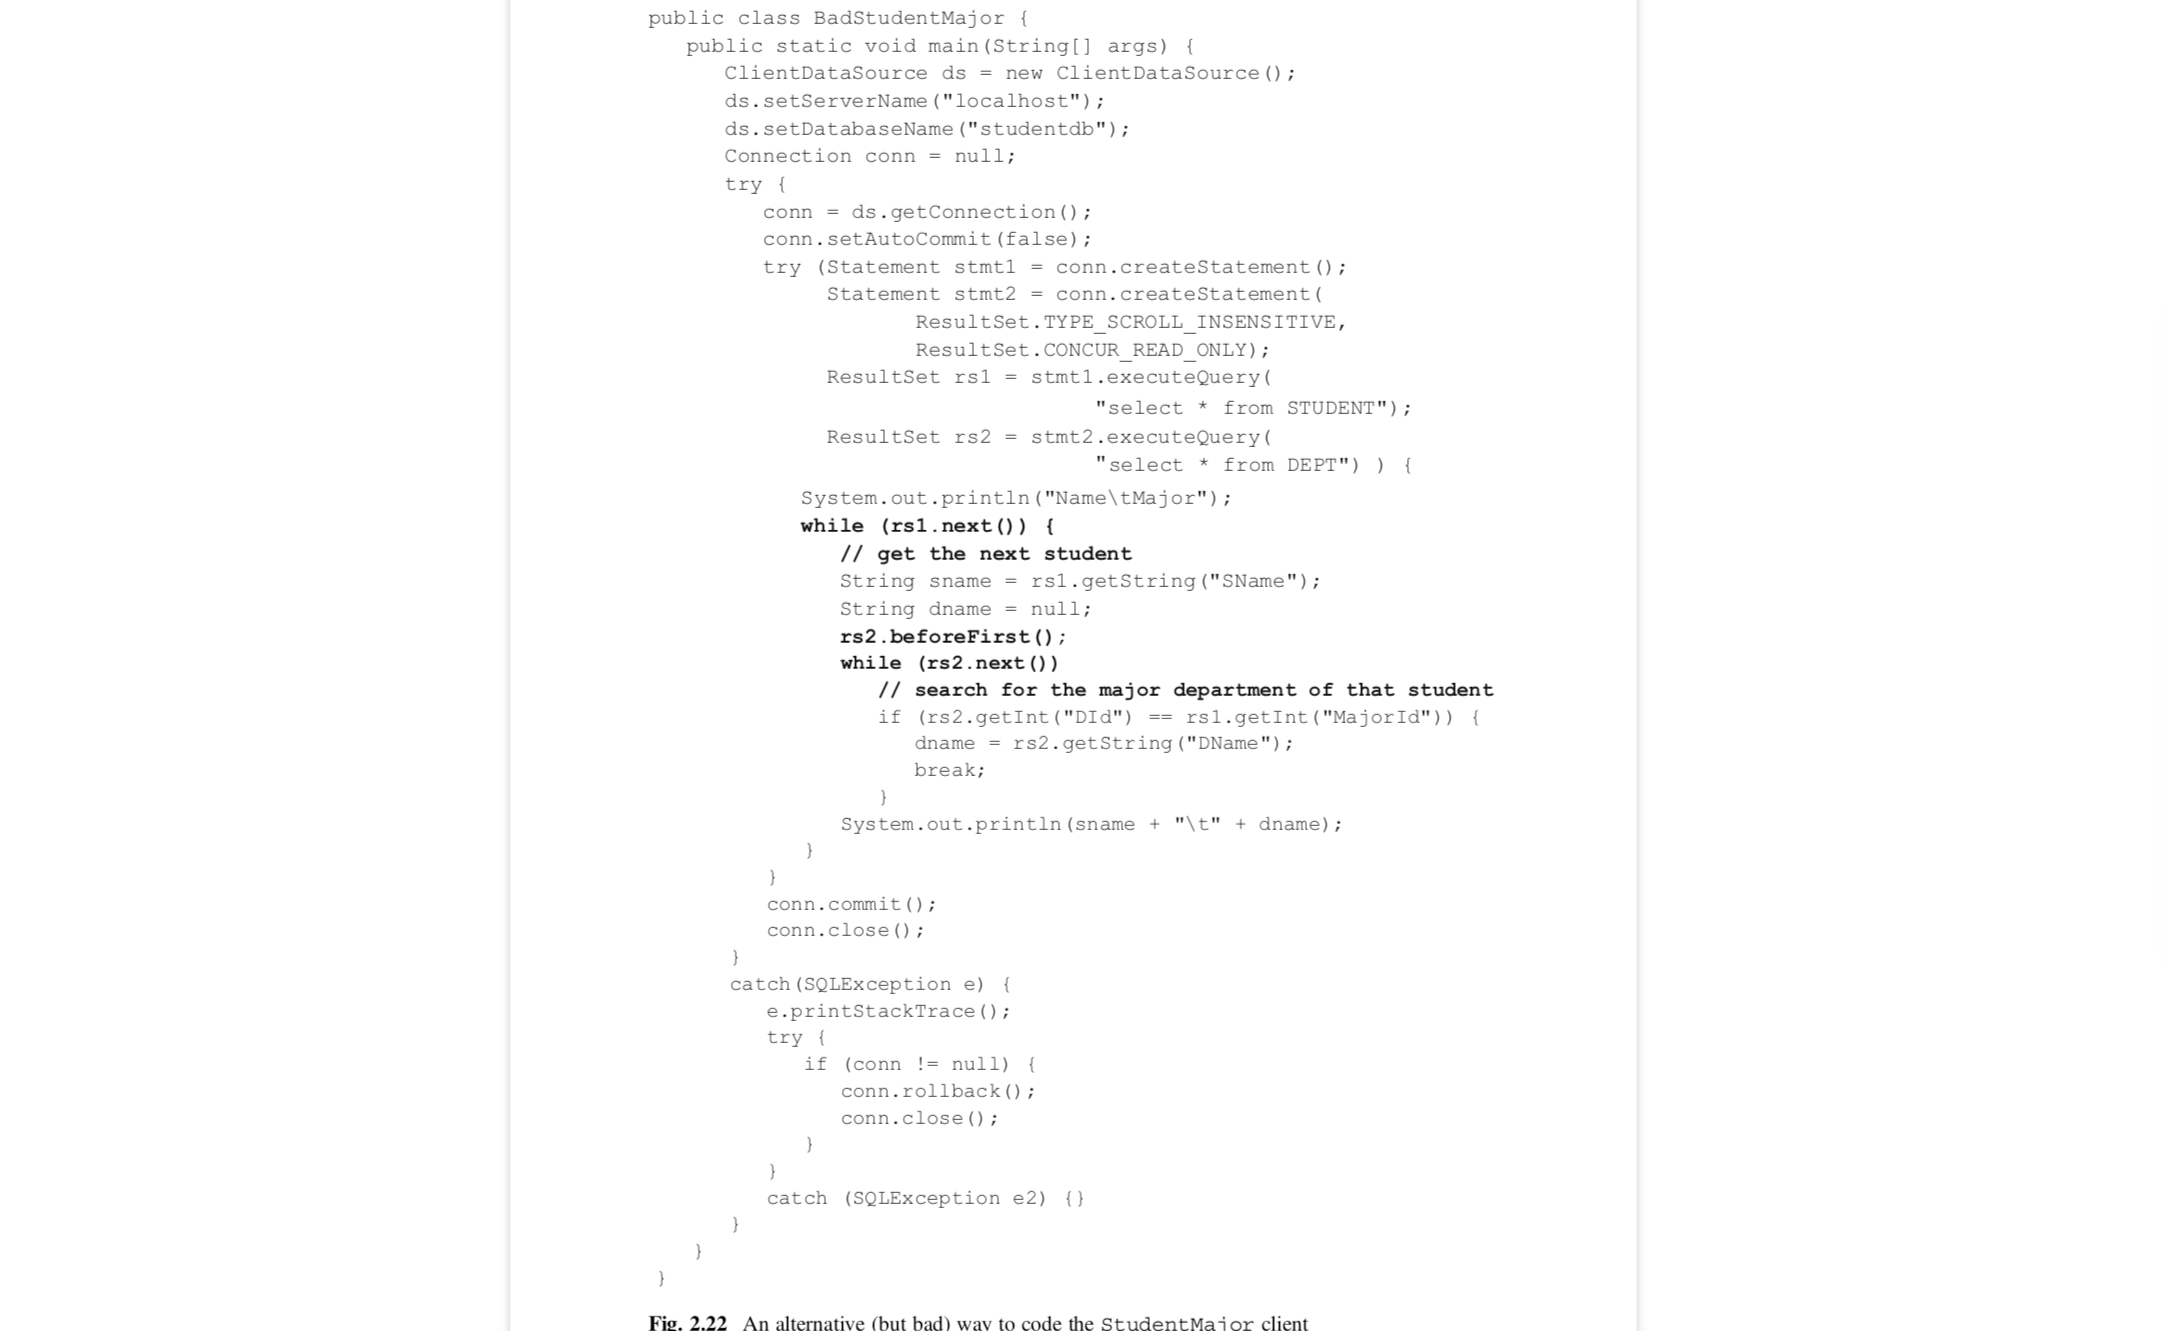 public class BadStudentMajor {
public static void main(String[] args) {
ClientDataSource ds = new ClientDataSource();
ds.setServerName("localhost");
ds.setDatabaseName("studentdb");
Connection conn = null;
try {
conn = ds.getConnection();
conn.setAutoCommit(false);
try (Statement stmt1 = conn.createStatement();
Statement stmt2 = conn.createStatement(
ResultSet.TYPE_SCROLL_INSENSITIVE,
ResultSet.CONCUR_READ_ONLY);
ResultSet rs1 = stmt1.executeQuery(
"select * from STUDENT");
ResultSet rs2 = stmt2.executeQuery(
"select * from DEPT") ) {
System.out.println("Name\tMajor");
while (rs1.next()) {
// get the next student
String sname = rs1.getString("SName");
String dname = null;
rs2.beforeFirst();
while (rs2.next())
// search for the major department of that student
if (rs2.getInt("DId") == rs1.getInt("MajorId")) {
dname = rs2.getString("DName");
break;
}
System.out.println(sname + "\t" + dname);
}
}
conn.commit();
conn.close();
}
catch(SQLException e) {
e.printStackTrace();
try {
if (conn != null) {
conn.rollback();
conn.close();
}
}
catch (SQLException e2) {}
}
}
}
Fig. 2.22 An alternative (but bad) way to code the StudentMajor client